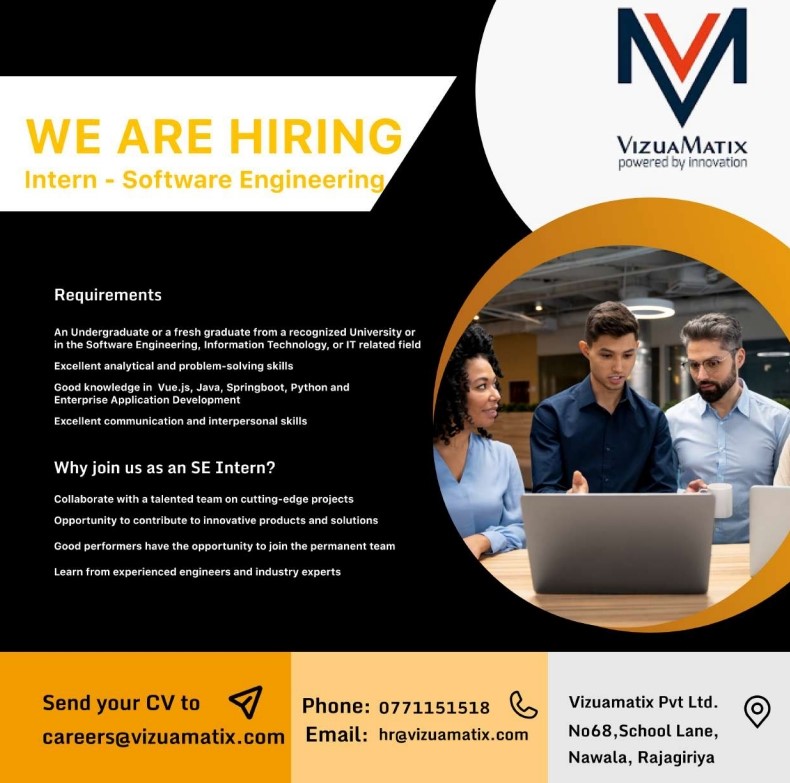 VIZUAMATIX
powered by innovation
WE ARE HIRING
Intern - Software Engineering
Requirements
An Undergraduate or a fresh graduate from a recognized University or
in the Software Engineering, Information Technology, or IT related field
Excellent analytical and problem-solving skills
Good knowledge in Vue.js, Java, Springboot, Python and
Enterprise Application Development
Excellent communication and interpersonal skills
Why join us as an SE Intern?
Collaborate with a talented team on cutting-edge projects
Opportunity to contribute to innovative products and solutions
Good performers have the opportunity to join the permanent team
Learn from experienced engineers and industry experts
Send your CV to
careers@vizuamatix.com
Phone: 0771151518
Email: hr@vizuamatix.com
Vizuamatix Pvt Ltd.
No68,School Lane,
Nawala, Rajagiriya